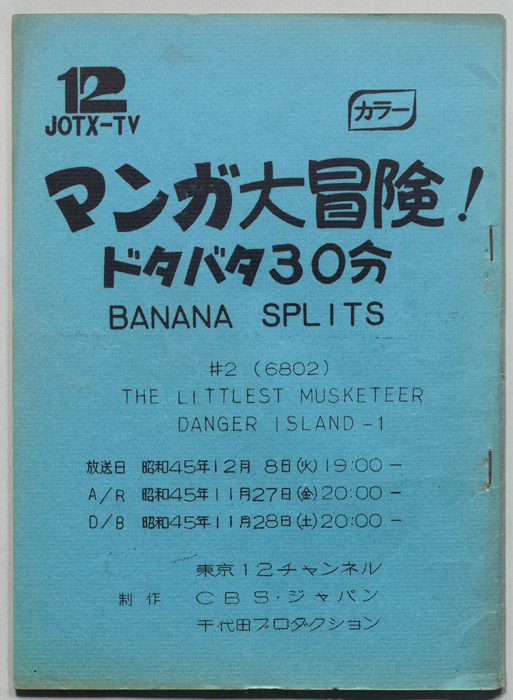 12
JOTX-TV
カラー
マンガ大冒険!
ドタバタ30分
BANANA SPLITS
#2 (6802)
THE LITTLEST MUSKETEER
DANGER ISLAND-1
放送日 昭和45年12月 8日(火)19:00-
A/R 昭和45年11月27日(金)20:00-
D/B 昭和45年11月28日(土)20:00-
東京12チャンネル
制作 CBS・ジャパン
千代田プロダクション